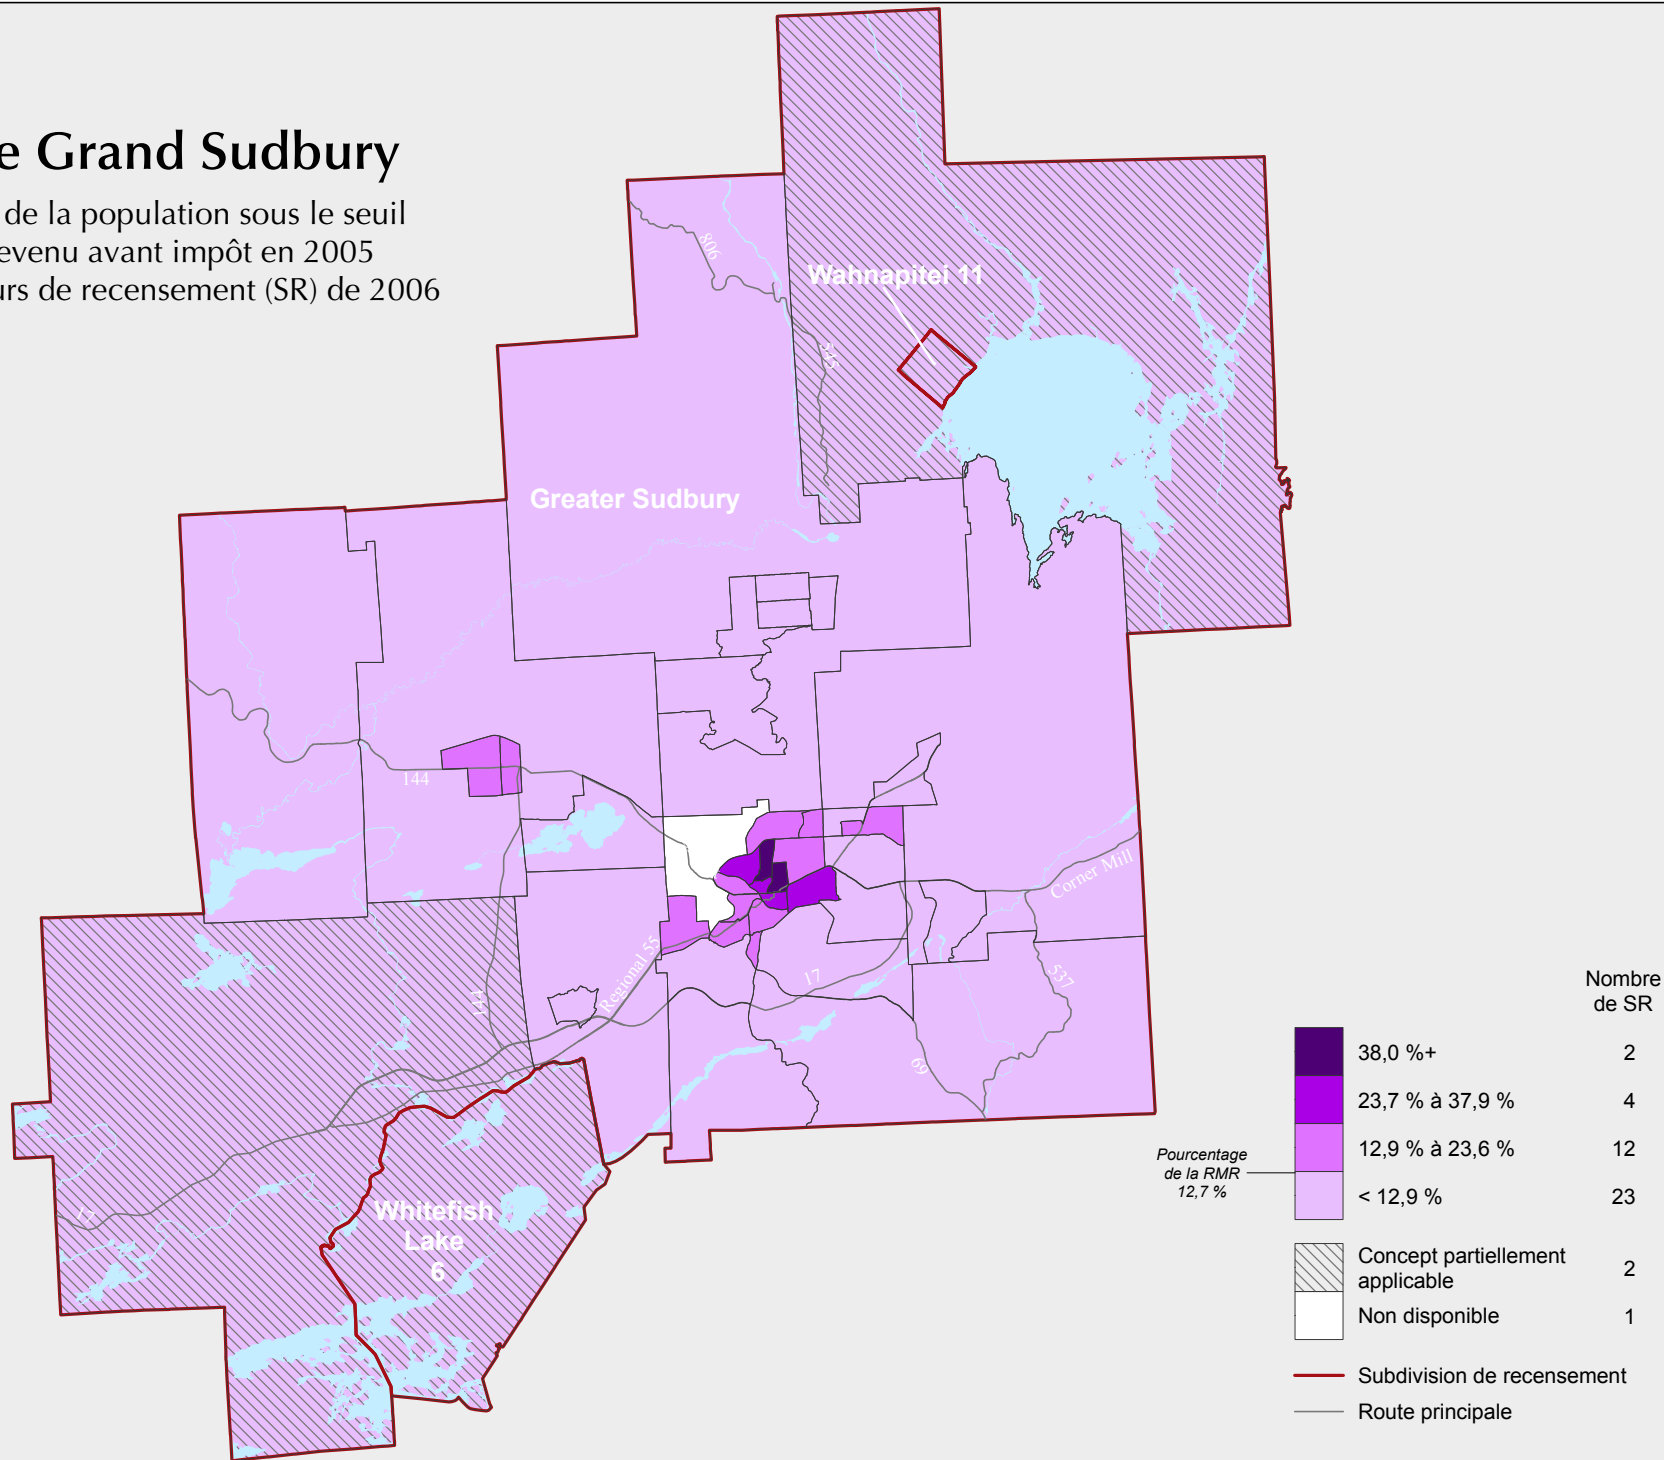 e Grand Sudbury
de la population sous le seuil
evenu avant impôt en 2005
urs de recensement (SR) de 2006
806
Wahnapitei 11
545
Greater Sudbury
144
Corner Mill
Regional 55
17
537
144
69
17
Whitefish
Lake
6
Nombre
de SR
38,0 %+ 2
23,7 % à 37,9 % 4
12,9 % à 23,6 % 12
Pourcentage
de la RMR
12,7 %
< 12,9 % 23
Concept partiellement
applicable 2
Non disponible 1
Subdivision de recensement
Route principale